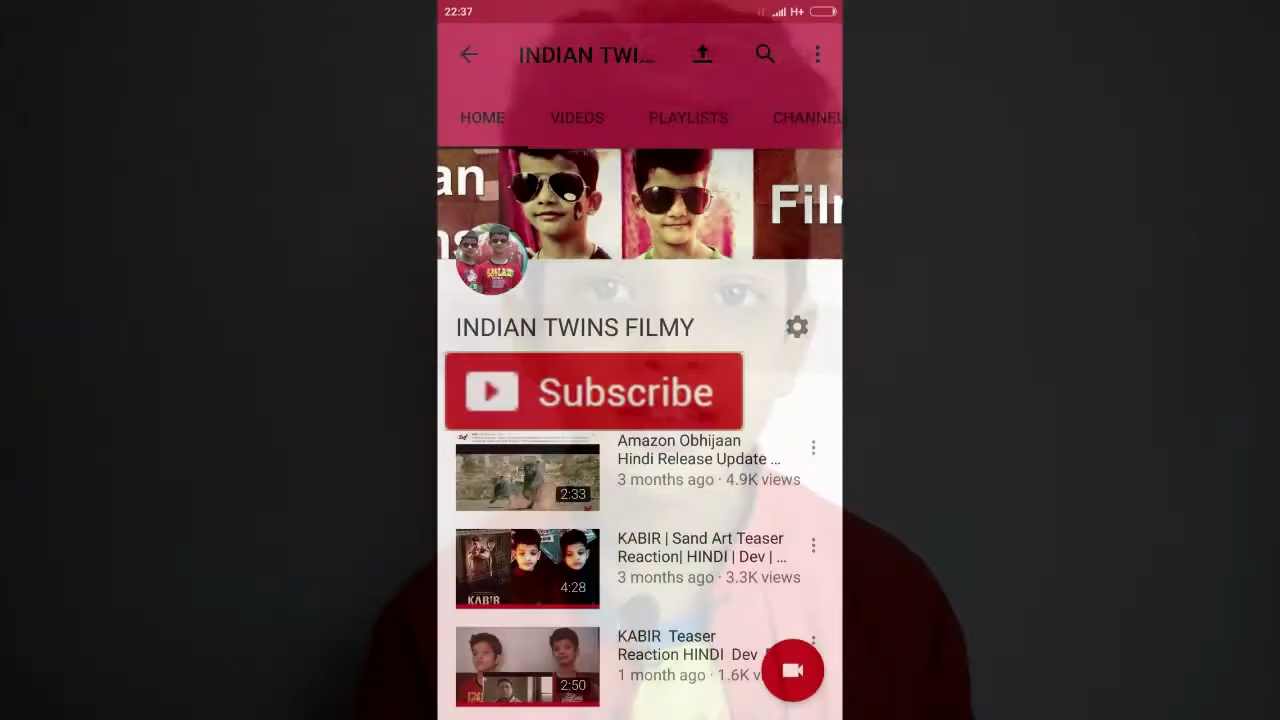 22:37 H+
INDIAN TWI...
HOME VIDEOS PLAYLISTS CHANNEL
an
Film
ns
INDIAN TWINS FILMY
Subscribe
Amazon Obhijaan
Hindi Release Update ...
3 months ago · 4.9K views
2:33
KABIR | Sand Art Teaser
Reaction| HINDI | Dev | ...
3 months ago · 3.3K views
4:28
KABIR
KABIR Teaser
Reaction HINDI Dev
1 month ago · 1.6K v
2:50